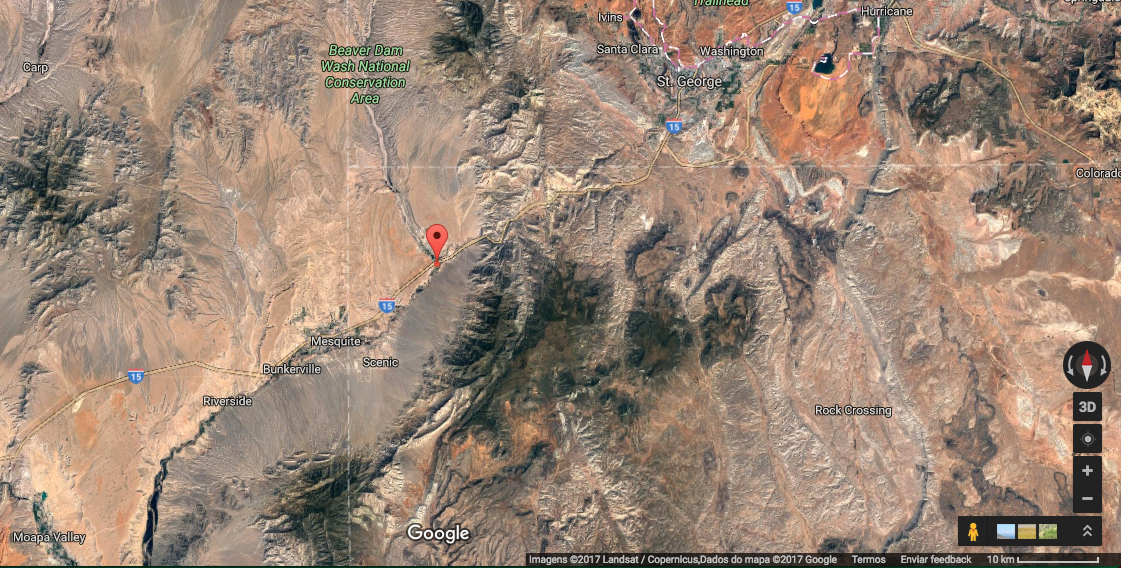 Trailhead
15
Hurricane
Ivins
Santa Clara
Washington
Beaver Dam
Wash National
Conservation
Area
Carp
St. George
15
Colorado
15
Mesquite
Scenic
Bunkerville
15
Riverside
Rock Crossing
3D
Moapa Valley
Google
Imagens ©2017 Landsat / Copernicus,Dados do mapa ©2017 Google Termos Enviar feedback 10 km